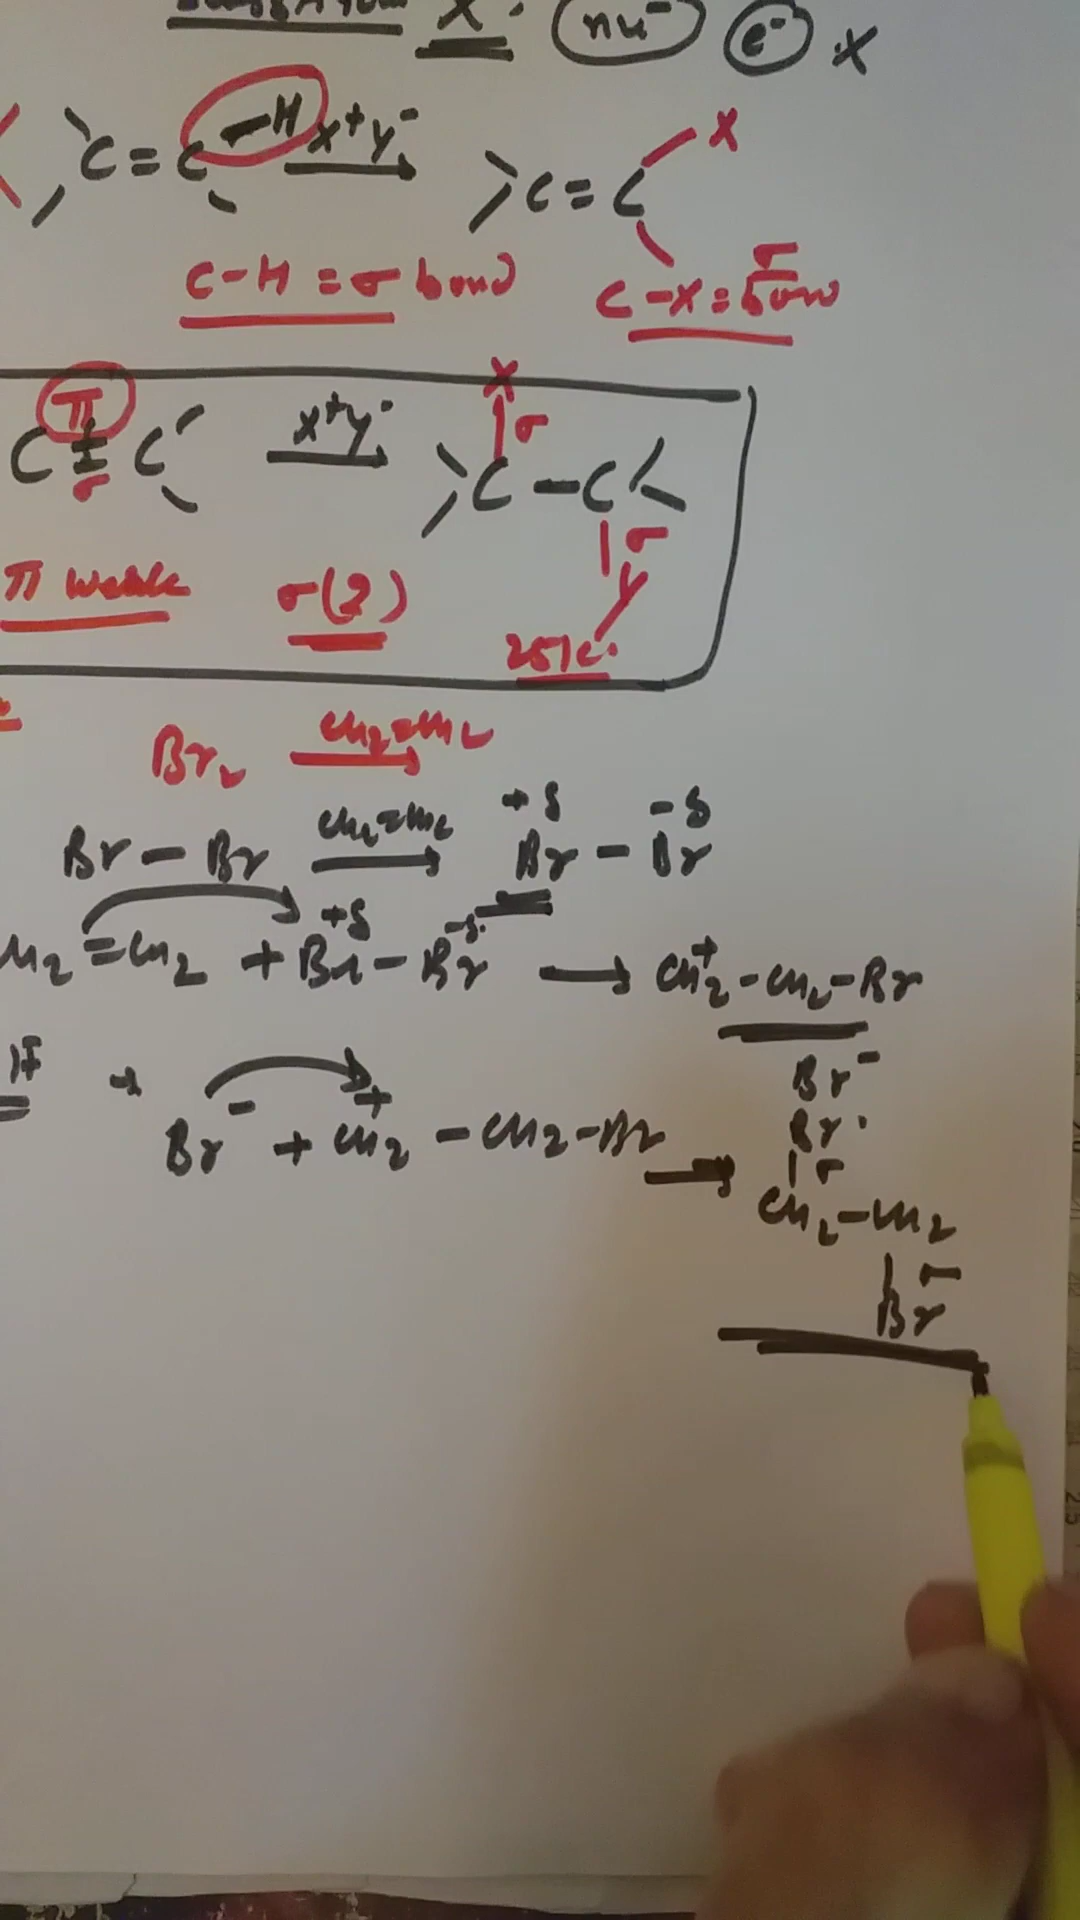 X· nu⁻ e⁻ ·X
C=C–H X⁺Y⁻ → >C=C X
C–H = σ bond C–X = σ bond
π X
C=C X⁺Y⁻ → >C–C< σ
σ σ
π weak σ(2) Y
Br₂ CH₂=CH₂ →
Br–Br CH₂=CH₂ → +δ Br – -δ Br
H₂=CH₂ + +δ Br – -δ Br → CH₂⁺–CH₂–Br
Br⁻
Br⁻ + CH₂⁺–CH₂–Br → Br
σ
CH₂–CH₂
σ
Br